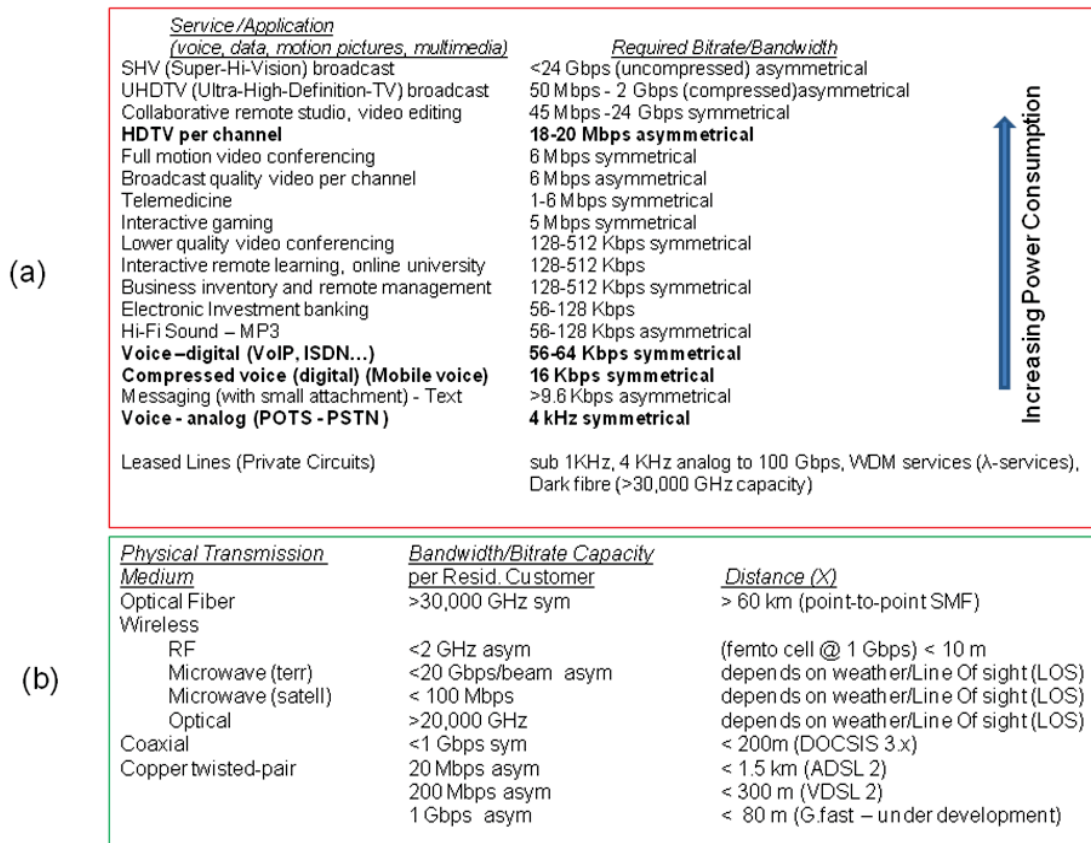 (a)
Service/Application
(voice, data, motion pictures, multimedia) Required Bitrate/Bandwidth
SHV (Super-Hi-Vision) broadcast <24 Gbps (uncompressed) asymmetrical
UHDTV (Ultra-High-Definition-TV) broadcast 50 Mbps - 2 Gbps (compressed)asymmetrical
Collaborative remote studio, video editing 45 Mbps -24 Gbps symmetrical
HDTV per channel 18-20 Mbps asymmetrical
Full motion video conferencing 6 Mbps symmetrical
Broadcast quality video per channel 6 Mbps asymmetrical
Telemedicine 1-6 Mbps symmetrical
Interactive gaming 5 Mbps symmetrical
Lower quality video conferencing 128-512 Kbps symmetrical
Interactive remote learning, online university 128-512 Kbps
Business inventory and remote management 128-512 Kbps symmetrical
Electronic Investment banking 56-128 Kbps
Hi-Fi Sound – MP3 56-128 Kbps asymmetrical
Voice –digital (VoIP, ISDN...) 56-64 Kbps symmetrical
Compressed voice (digital) (Mobile voice) 16 Kbps symmetrical
Messaging (with small attachment) - Text >9.6 Kbps asymmetrical
Voice - analog (POTS - PSTN ) 4 kHz symmetrical
Leased Lines (Private Circuits) sub 1KHz, 4 KHz analog to 100 Gbps, WDM services (λ-services),
Dark fibre (>30,000 GHz capacity)
Increasing Power Consumption
(b)
Physical Transmission Bandwidth/Bitrate Capacity
Medium per Resid. Customer Distance (X)
Optical Fiber >30,000 GHz sym > 60 km (point-to-point SMF)
Wireless
RF <2 GHz asym (femto cell @ 1 Gbps) < 10 m
Microwave (terr) <20 Gbps/beam asym depends on weather/Line Of sight (LOS)
Microwave (satell) < 100 Mbps depends on weather/Line Of sight (LOS)
Optical >20,000 GHz depends on weather/Line Of sight (LOS)
Coaxial <1 Gbps sym < 200m (DOCSIS 3.x)
Copper twisted-pair 20 Mbps asym < 1.5 km (ADSL 2)
200 Mbps asym < 300 m (VDSL 2)
1 Gbps asym < 80 m (G.fast – under development)